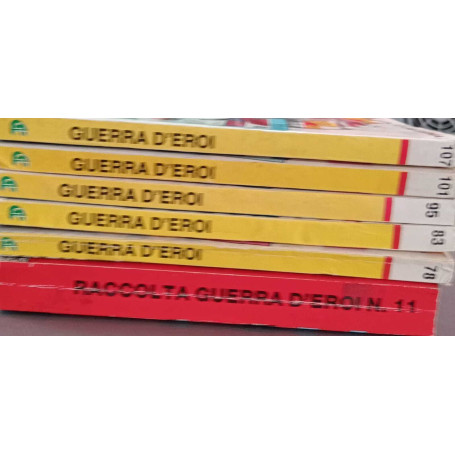 GUERRA D'EROI 107
GUERRA D'EROI 101
GUERRA D'EROI 95
GUERRA D'EROI 83
GUERRA D'EROI 78
RACCOLTA GUERRA D'EROI N. 11